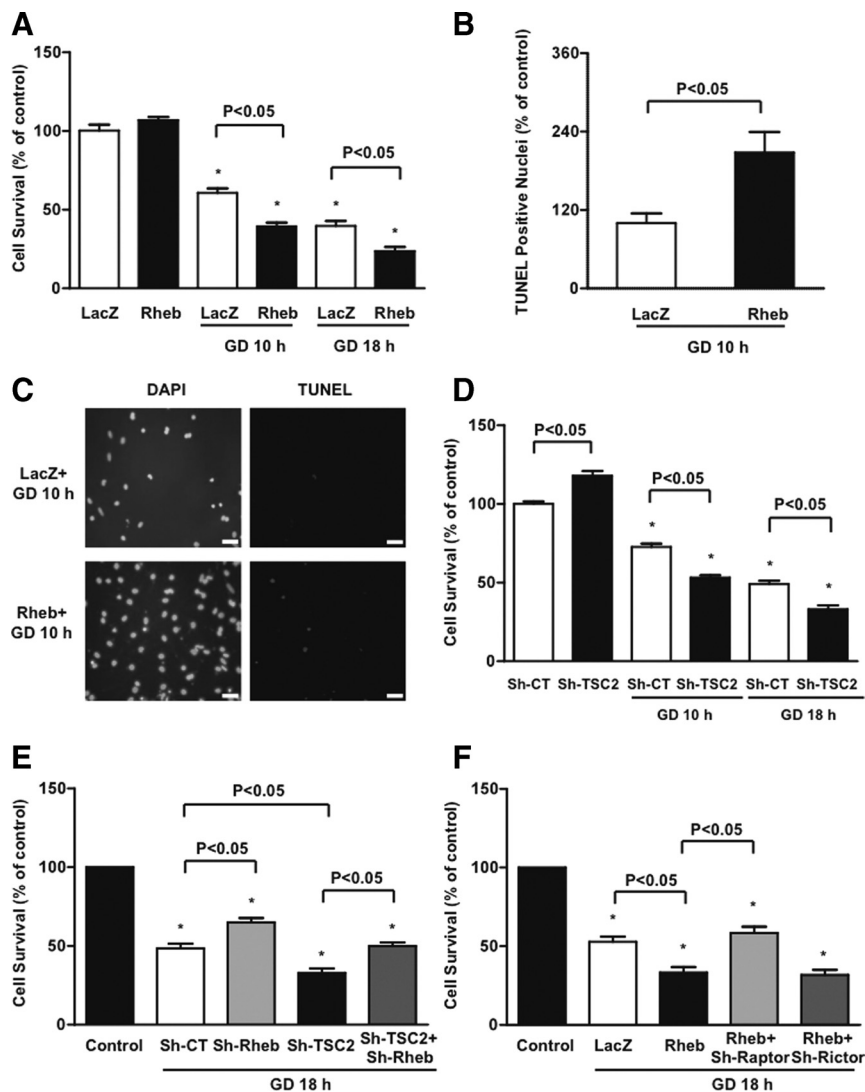 A
Cell Survival (% of control)
150
100
50
0
P<0.05
P<0.05
*
*
*
*
LacZ Rheb LacZ Rheb LacZ Rheb
GD 10 h GD 18 h
B
TUNEL Positive Nuclei (% of control)
360
240
120
0
P<0.05
LacZ Rheb
GD 10 h
C
DAPI TUNEL
LacZ+
GD 10 h
Rheb+
GD 10 h
D
Cell Survival (% of control)
150
100
50
0
P<0.05
P<0.05
P<0.05
*
*
*
*
Sh-CT Sh-TSC2 Sh-CT Sh-TSC2 Sh-CT Sh-TSC2
GD 10 h GD 18 h
E
Cell Survival (% of control)
150
100
50
0
P<0.05
P<0.05
P<0.05
*
*
*
*
Control Sh-CT Sh-Rheb Sh-TSC2 Sh-TSC2+
Sh-Rheb
GD 18 h
F
Cell Survival (% of control)
150
100
50
0
P<0.05
P<0.05
*
*
*
*
Control LacZ Rheb Rheb+ Rheb+
Sh-Raptor Sh-Rictor
GD 18 h